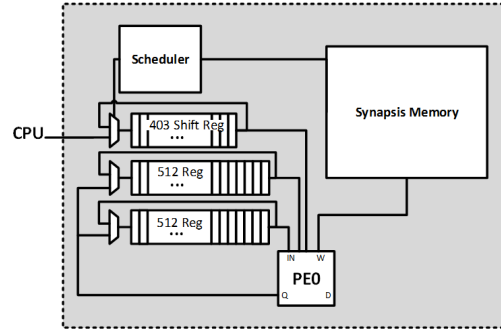 Scheduler
Synapsis Memory
CPU
403 Shift Reg
...
512 Reg
...
512 Reg
...
IN W
PE0
Q D